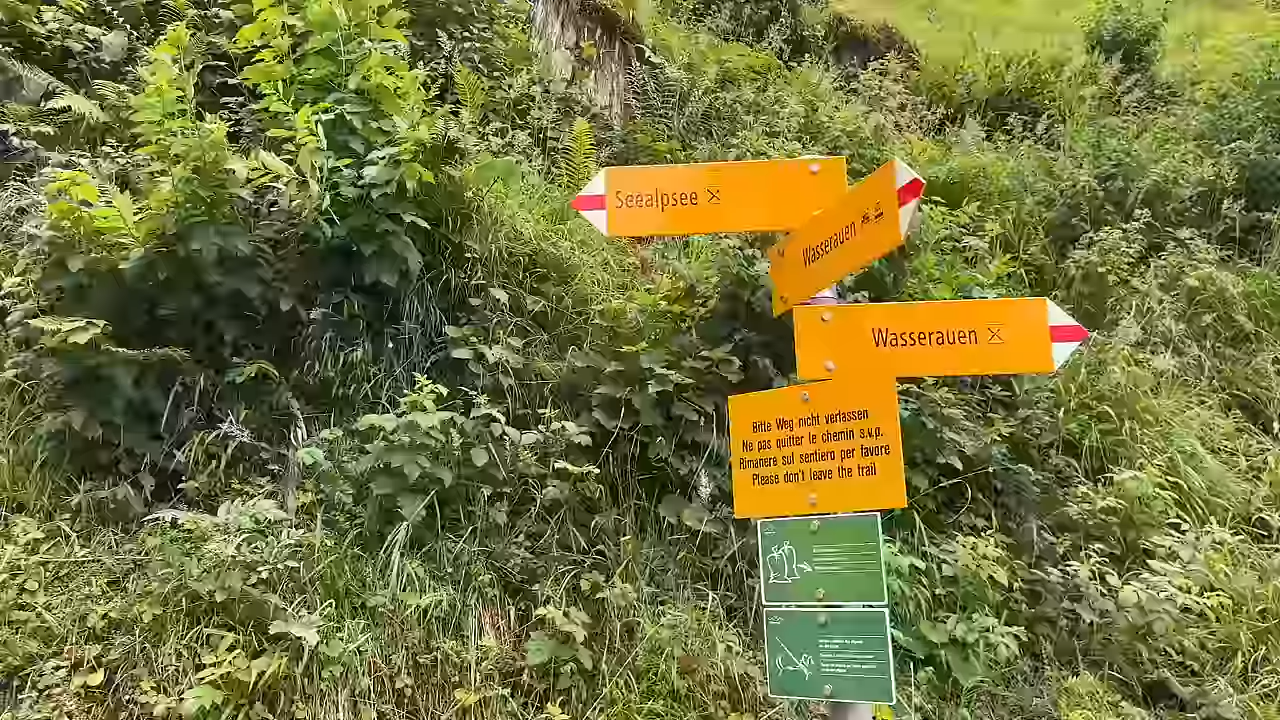 Seealpsee
Wasserauen
Wasserauen
Bitte Weg nicht verlassen
Ne pas quitter le chemin s.v.p.
Rimanere sul sentiero per favore
Please don't leave the trail